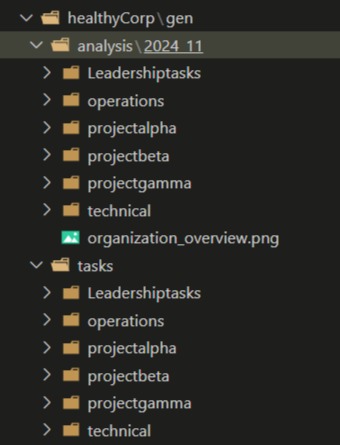 healthyCorp\gen
analysis\2024_11
Leadershiptasks
operations
projectalpha
projectbeta
projectgamma
technical
organization_overview.png
tasks
Leadershiptasks
operations
projectalpha
projectbeta
projectgamma
technical